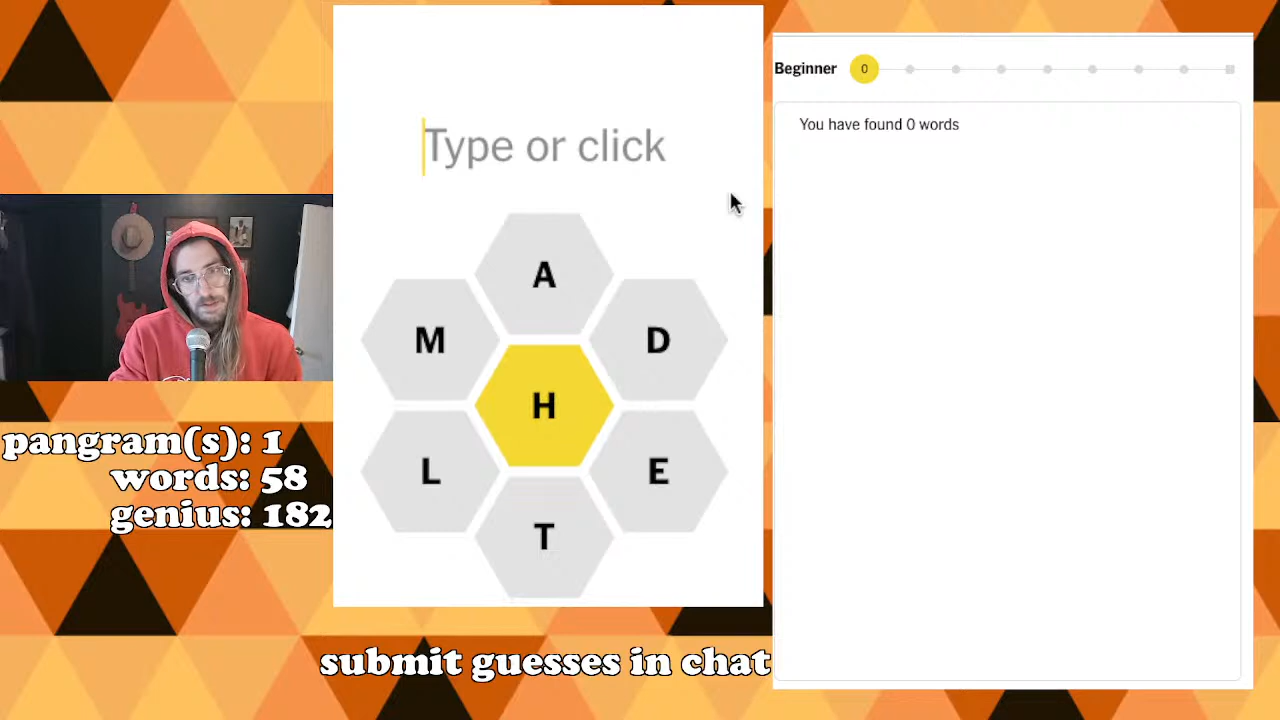 Type or click
A
M
D
H
L
E
T
Beginner 0
You have found 0 words
pangram(s): 1
words: 58
genius: 182
submit guesses in chat